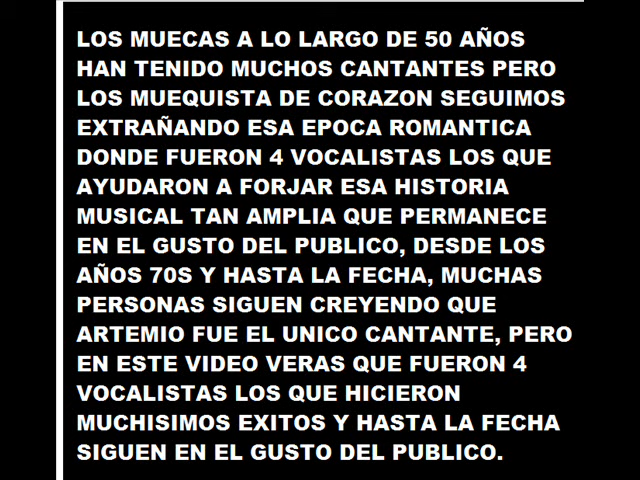 LOS MUECAS A LO LARGO DE 50 AÑOS
HAN TENIDO MUCHOS CANTANTES PERO
LOS MUEQUISTA DE CORAZON SEGUIMOS
EXTRAÑANDO ESA EPOCA ROMANTICA
DONDE FUERON 4 VOCALISTAS LOS QUE
AYUDARON A FORJAR ESA HISTORIA
MUSICAL TAN AMPLIA QUE PERMANECE
EN EL GUSTO DEL PUBLICO, DESDE LOS
AÑOS 70S Y HASTA LA FECHA, MUCHAS
PERSONAS SIGUEN CREYENDO QUE
ARTEMIO FUE EL UNICO CANTANTE, PERO
EN ESTE VIDEO VERAS QUE FUERON 4
VOCALISTAS LOS QUE HICIERON
MUCHISIMOS EXITOS Y HASTA LA FECHA
SIGUEN EN EL GUSTO DEL PUBLICO.